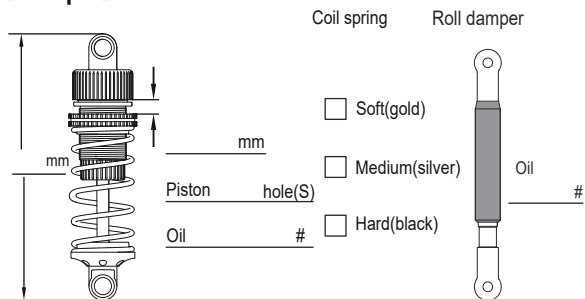 Coil spring
Roll damper
Soft(gold)
mm
mm
Medium(silver)
Oil
Piston hole(S)
#
Hard(black)
Oil #